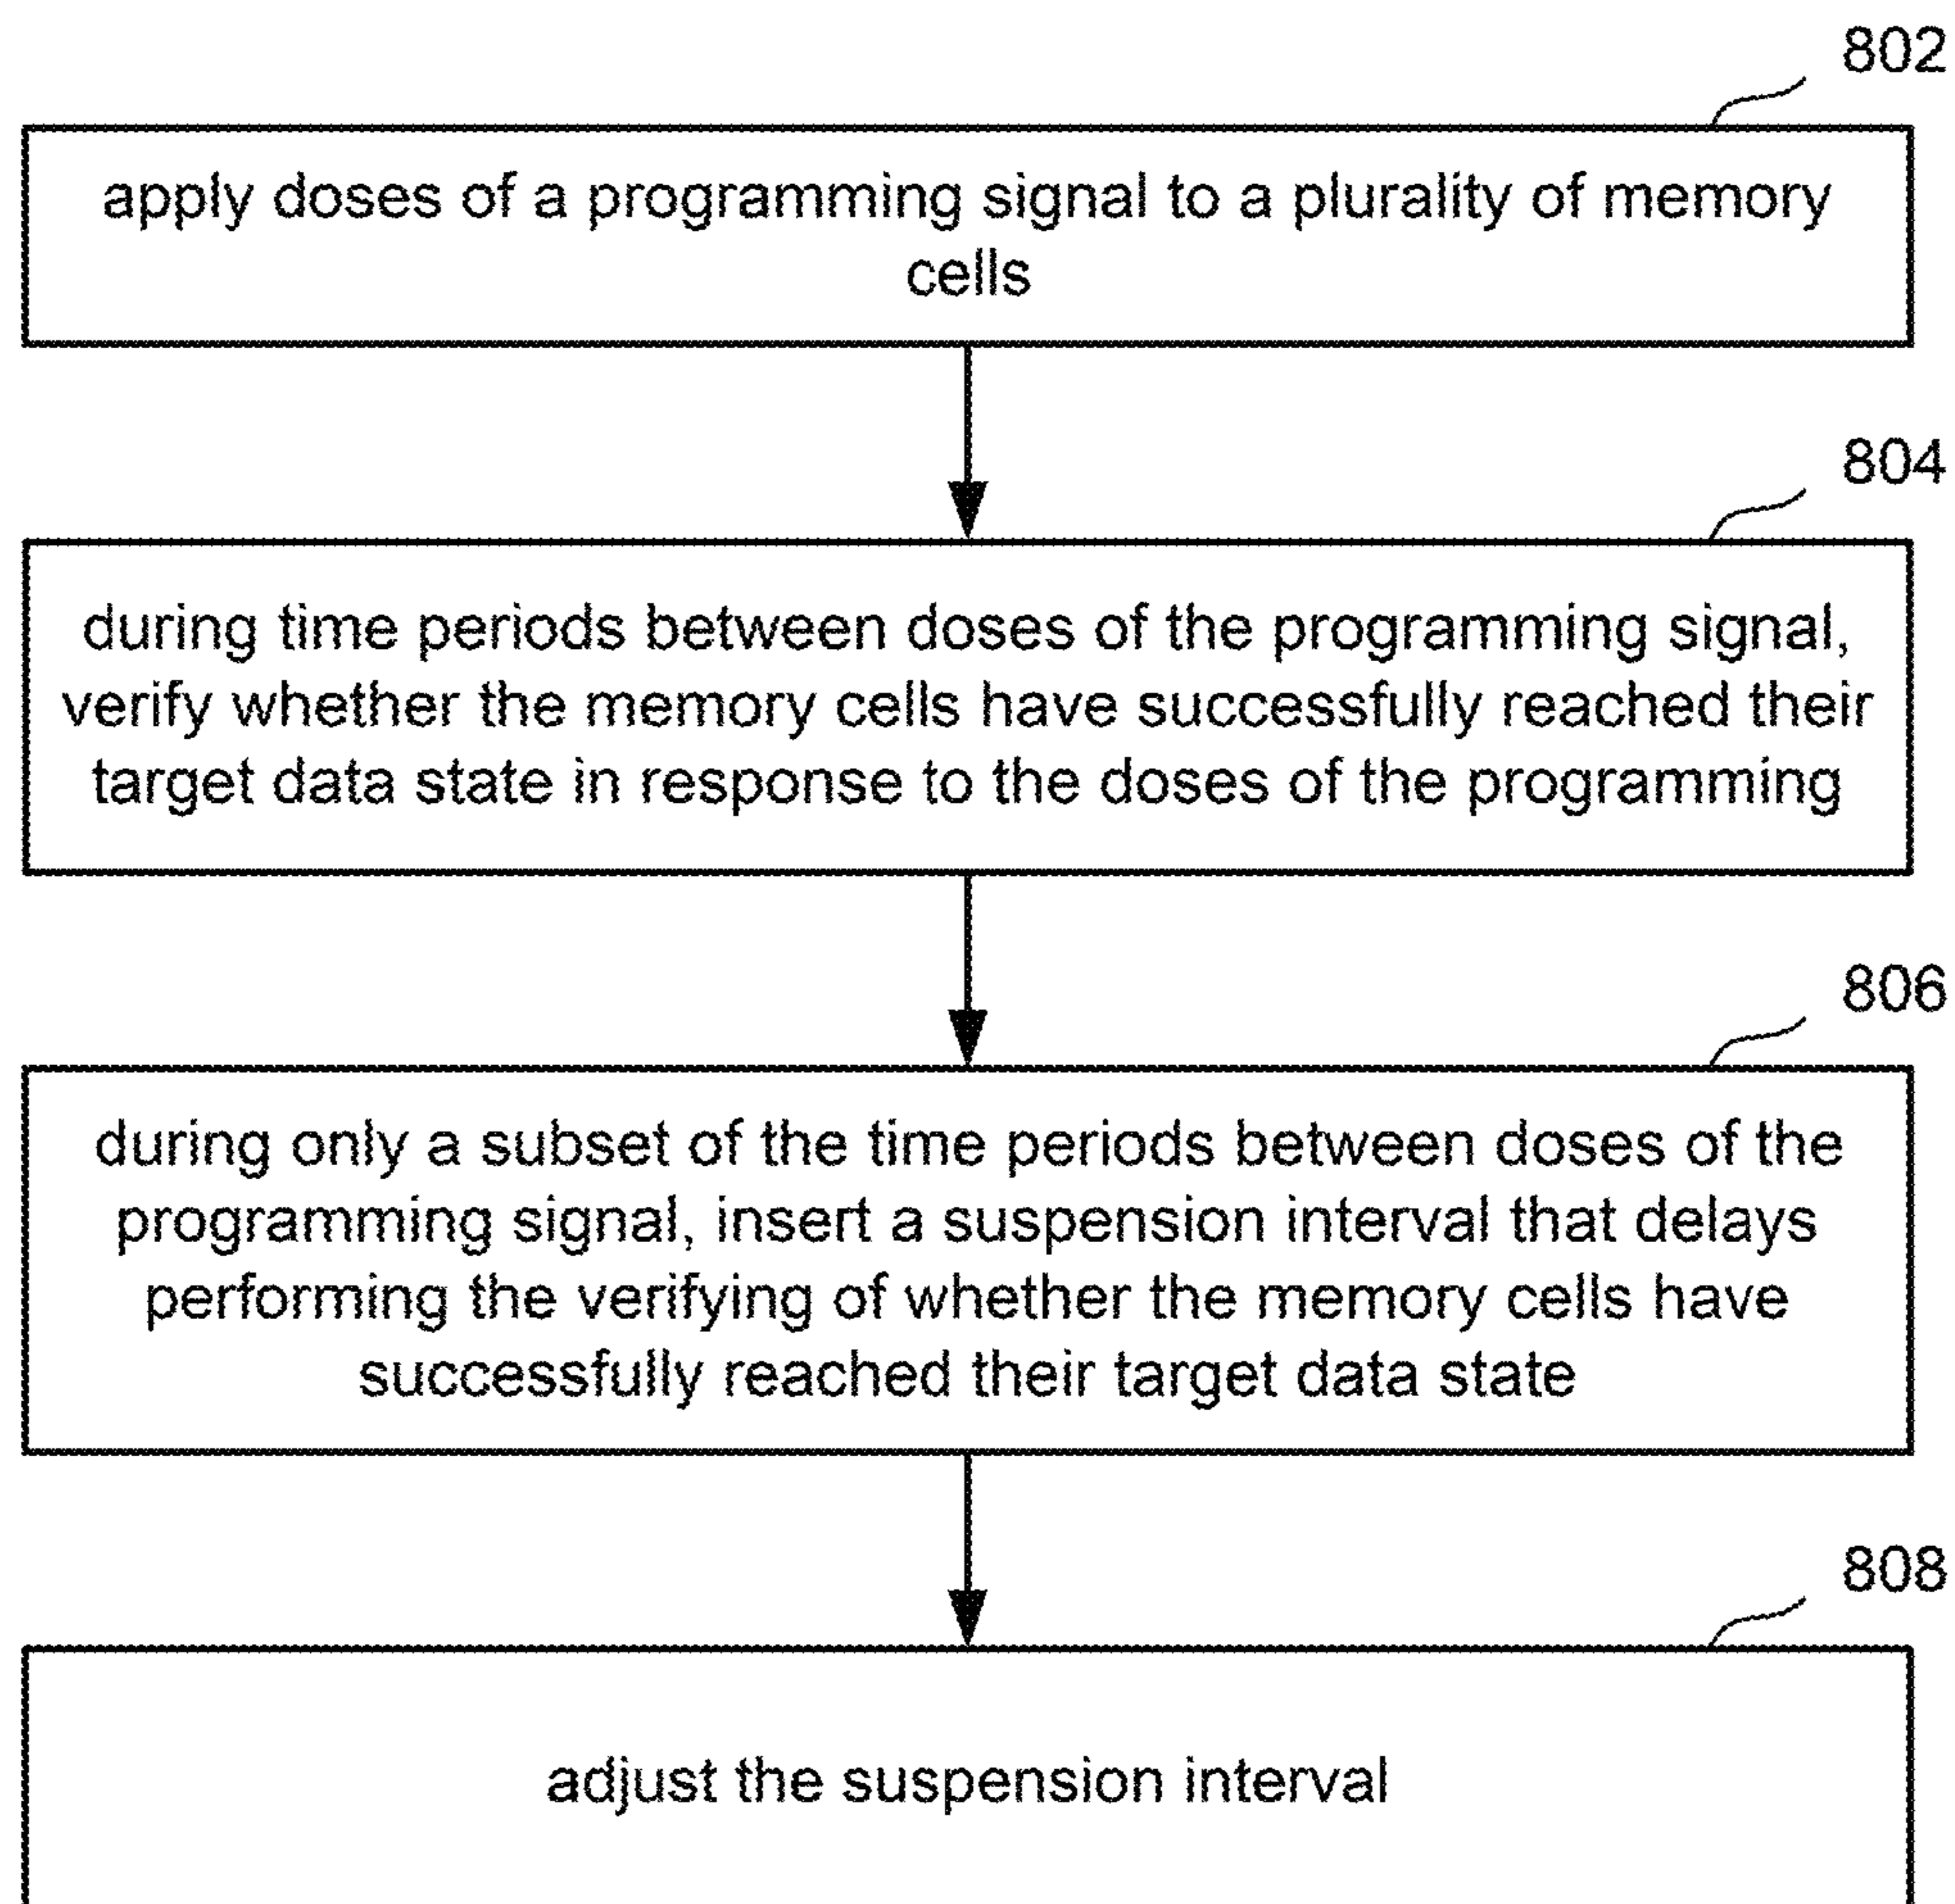 802
apply doses of a programming signal to a plurality of memory
cells
804
during time periods between doses of the programming signal,
verify whether the memory cells have successfully reached their
target data state in response to the doses of the programming
806
during only a subset of the time periods between doses of the
programming signal, insert a suspension interval that delays
performing the verifying of whether the memory cells have
successfully reached their target data state
808
adjust the suspension interval